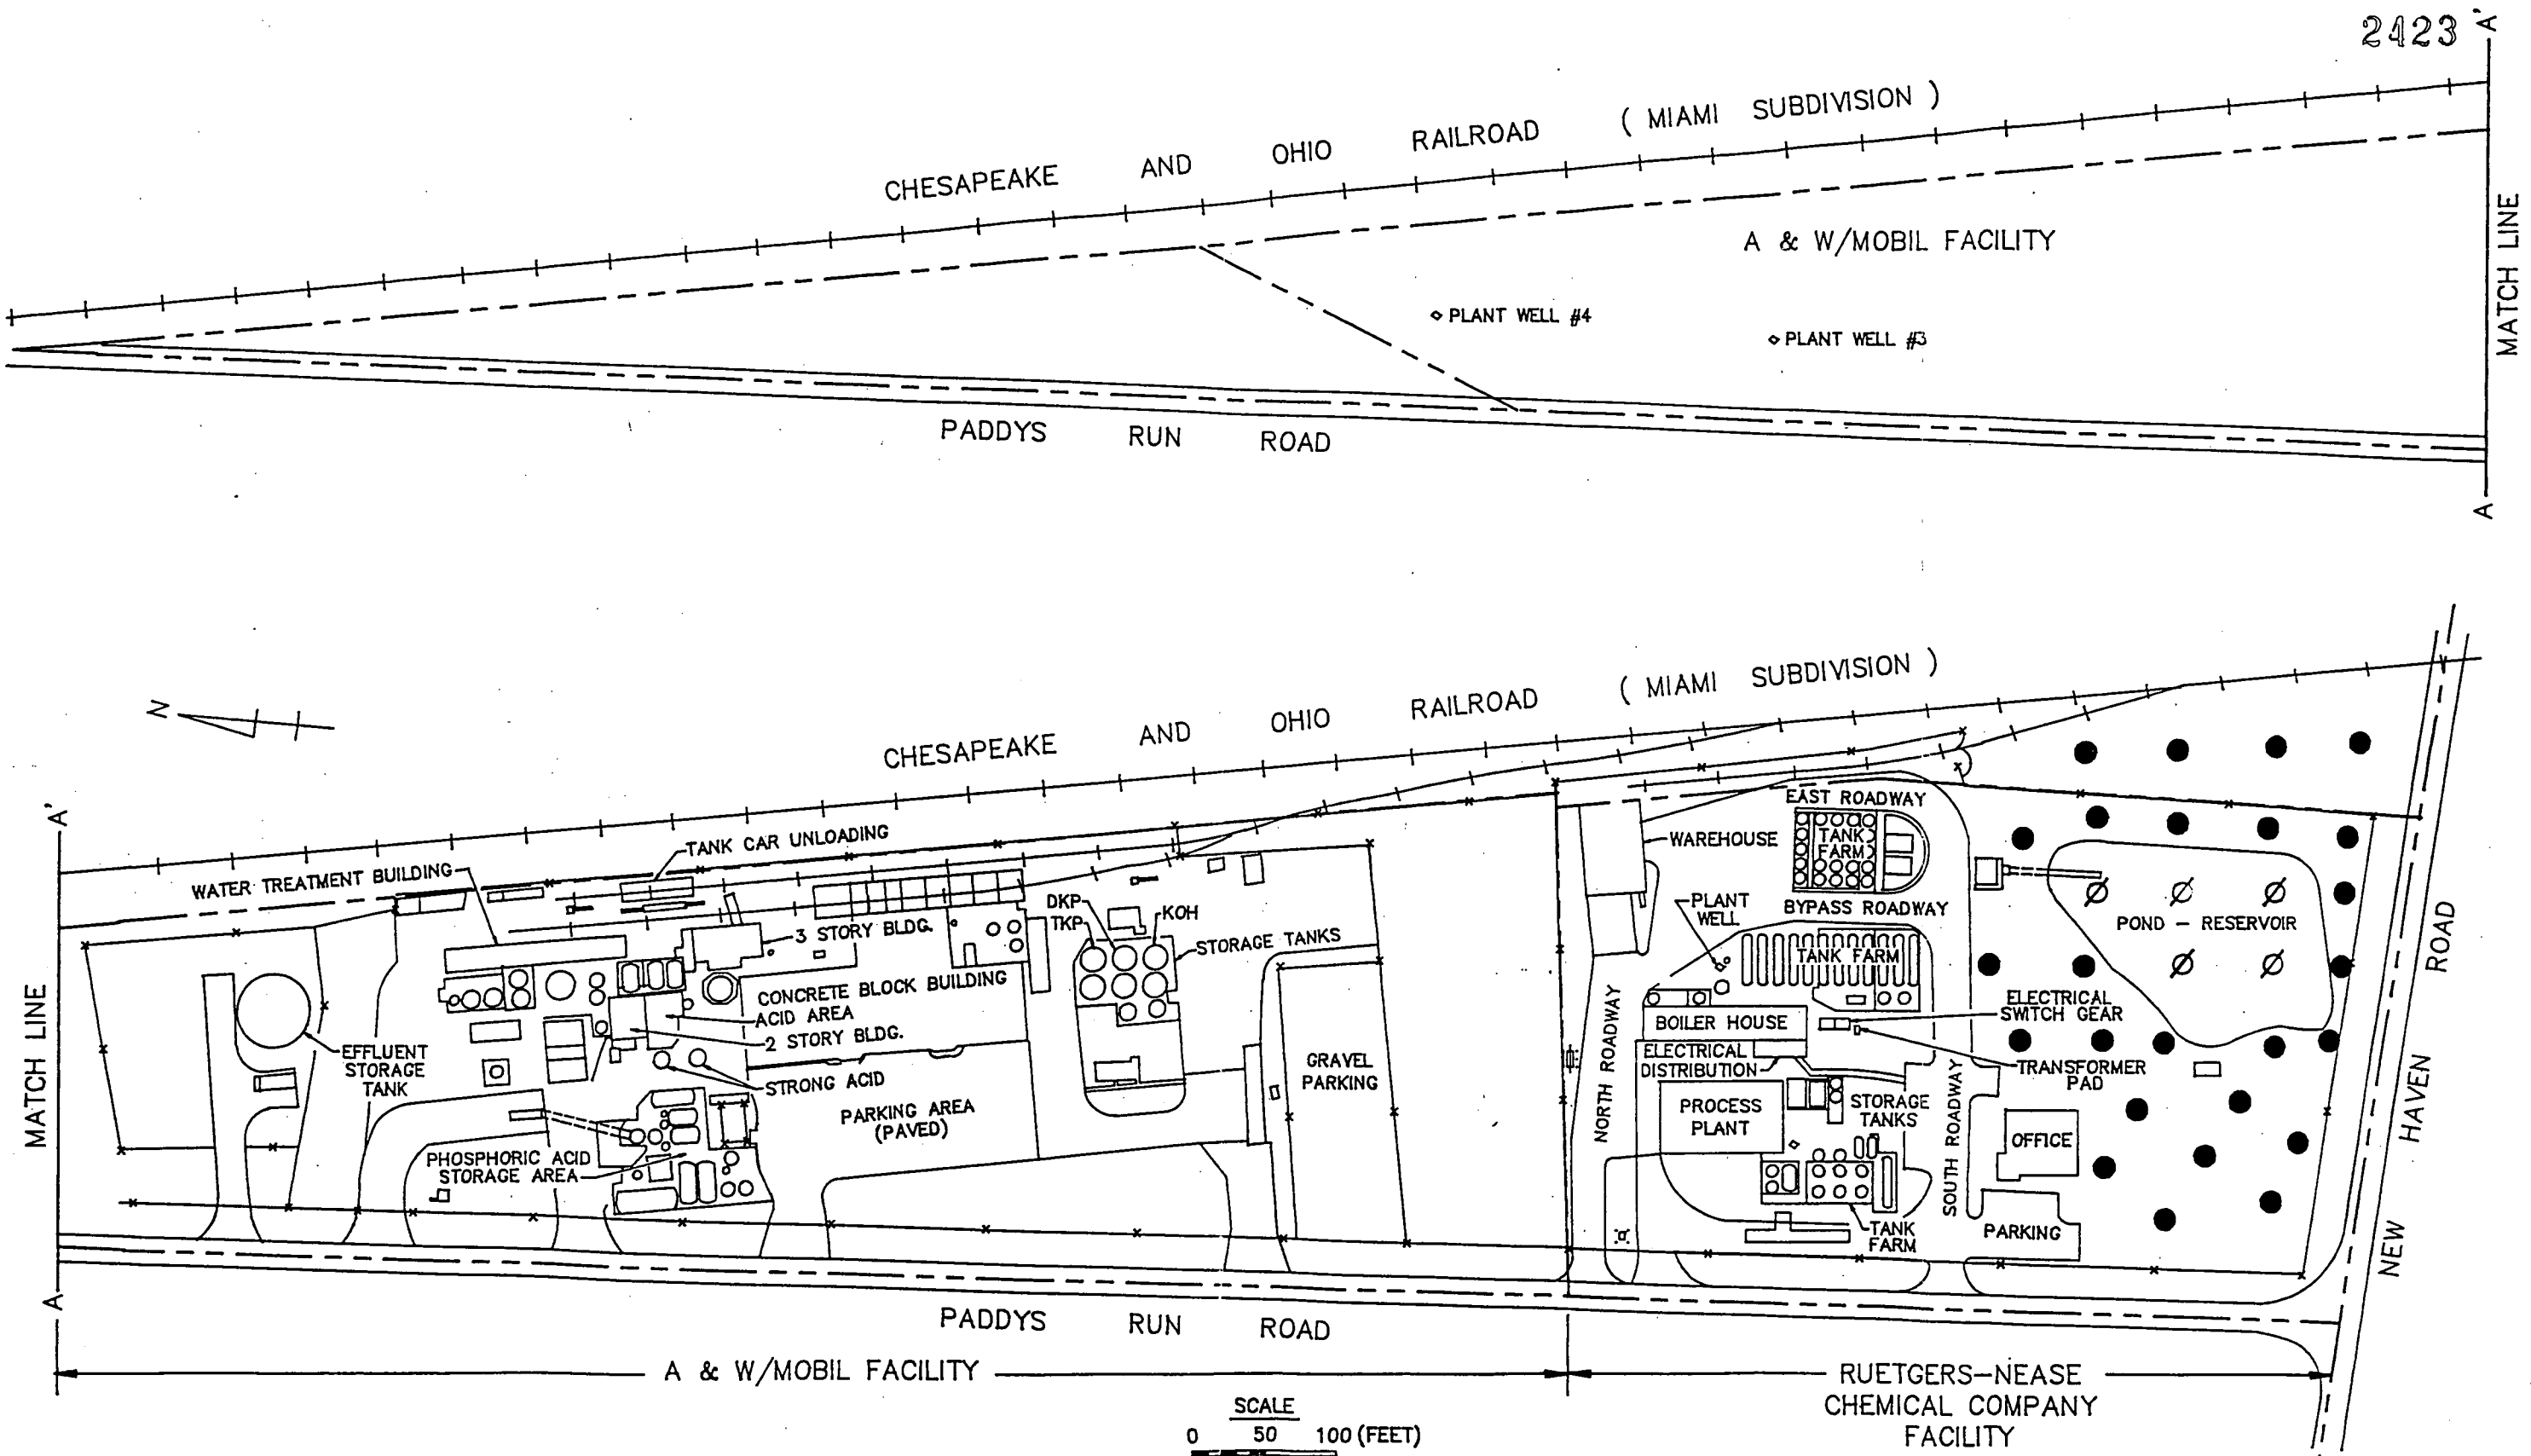 2423
A'
CHESAPEAKE AND OHIO RAILROAD ( MIAMI SUBDIVISION )
A & W/MOBIL FACILITY
MATCH LINE
PLANT WELL #4
PLANT WELL #3
PADDYS RUN ROAD
A
N
CHESAPEAKE AND OHIO RAILROAD ( MIAMI SUBDIVISION )
A'
TANK CAR UNLOADING
WATER TREATMENT BUILDING
EAST ROADWAY
WAREHOUSE
TANK
FARM
BYPASS ROADWAY
PLANT
WELL
TANK FARM
POND - RESERVOIR
DKP
TKP
KOH
STORAGE TANKS
3 STORY BLDG.
CONCRETE BLOCK BUILDING
ACID AREA
2 STORY BLDG.
STRONG ACID
EFFLUENT
STORAGE
TANK
MATCH LINE
PARKING AREA
(PAVED)
GRAVEL
PARKING
PHOSPHORIC ACID
STORAGE AREA
NORTH ROADWAY
BOILER HOUSE
ELECTRICAL
DISTRIBUTION
ELECTRICAL
SWITCH GEAR
TRANSFORMER
PAD
PROCESS
PLANT
STORAGE
TANKS
SOUTH ROADWAY
OFFICE
TANK
FARM
PARKING
NEW HAVEN ROAD
A
PADDYS RUN ROAD
A & W/MOBIL FACILITY
RUETGERS-NEASE
CHEMICAL COMPANY
FACILITY
SCALE
0 50 100 (FEET)